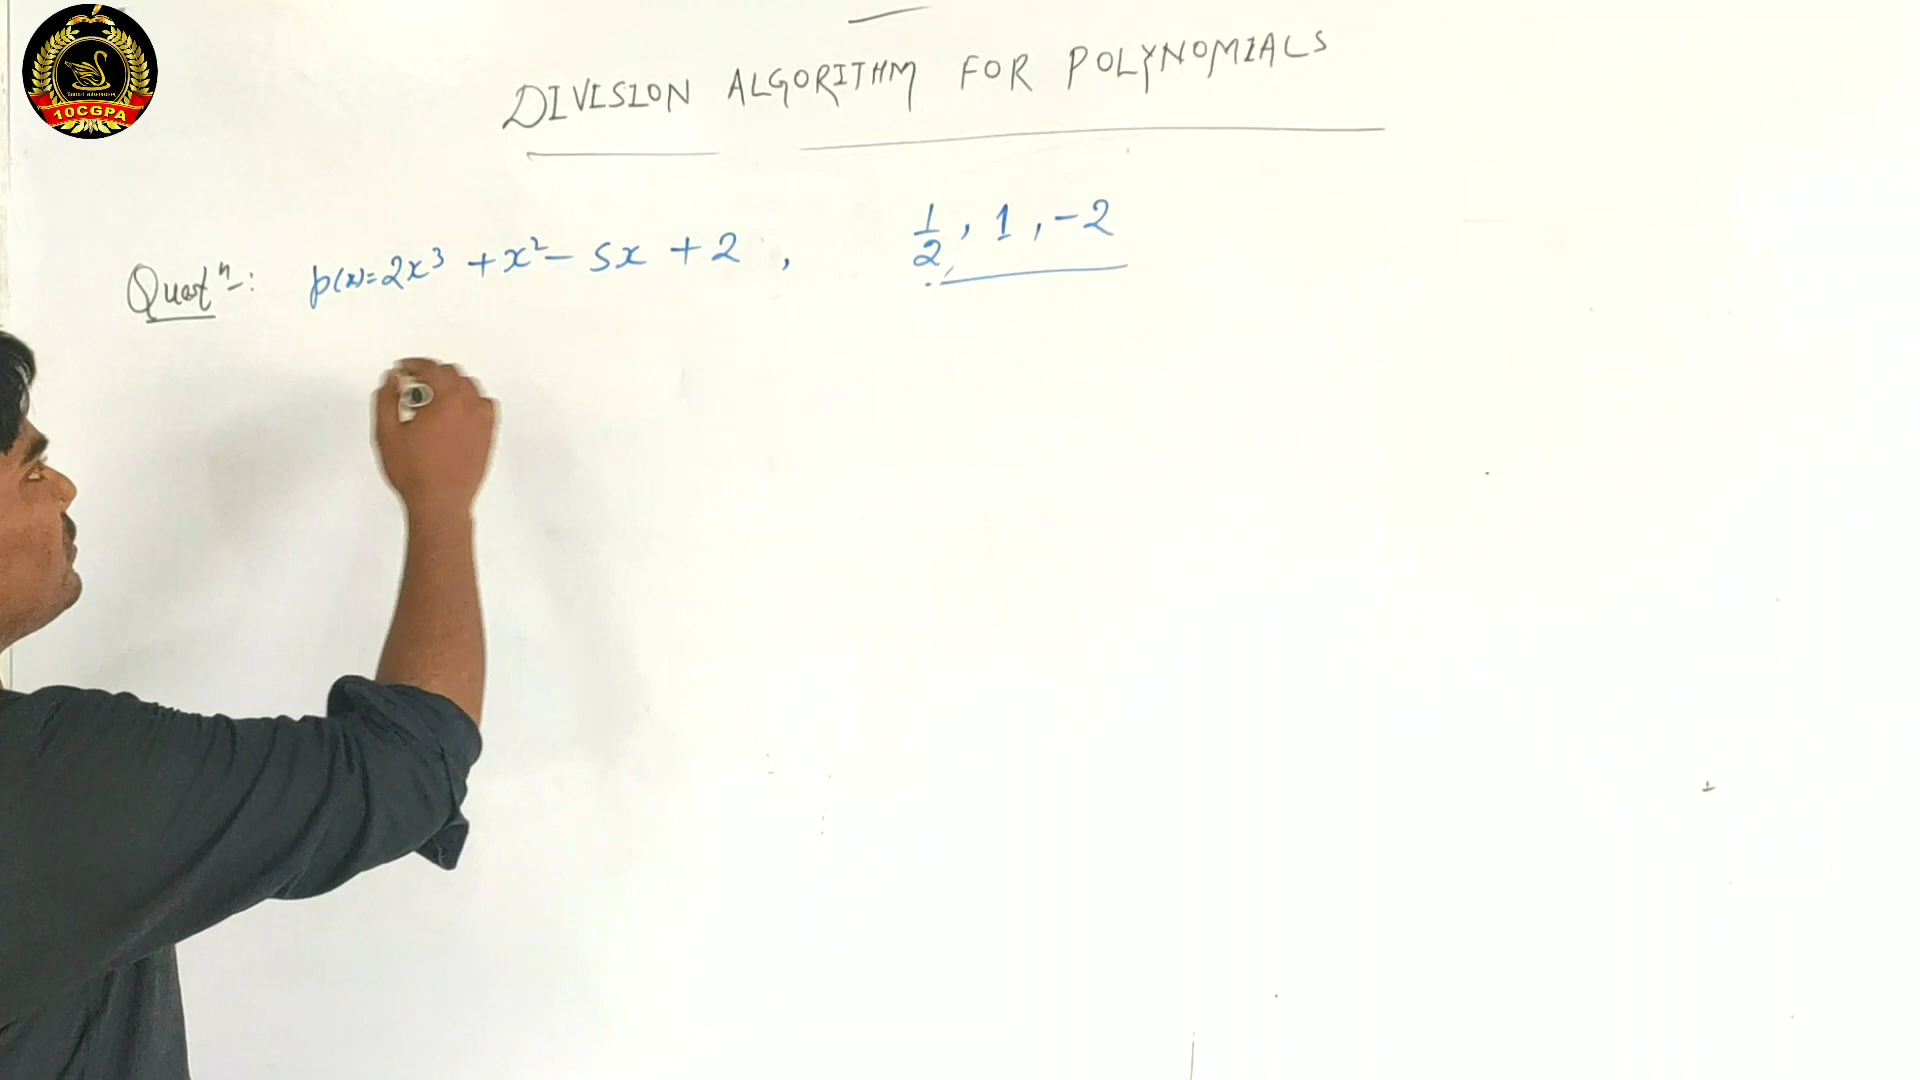 10CGPA
DIVISION ALGORITHM FOR POLYNOMIALS
Questⁿ: p(x)=2x³ +x²- 5x +2 , 1/2, 1, -2